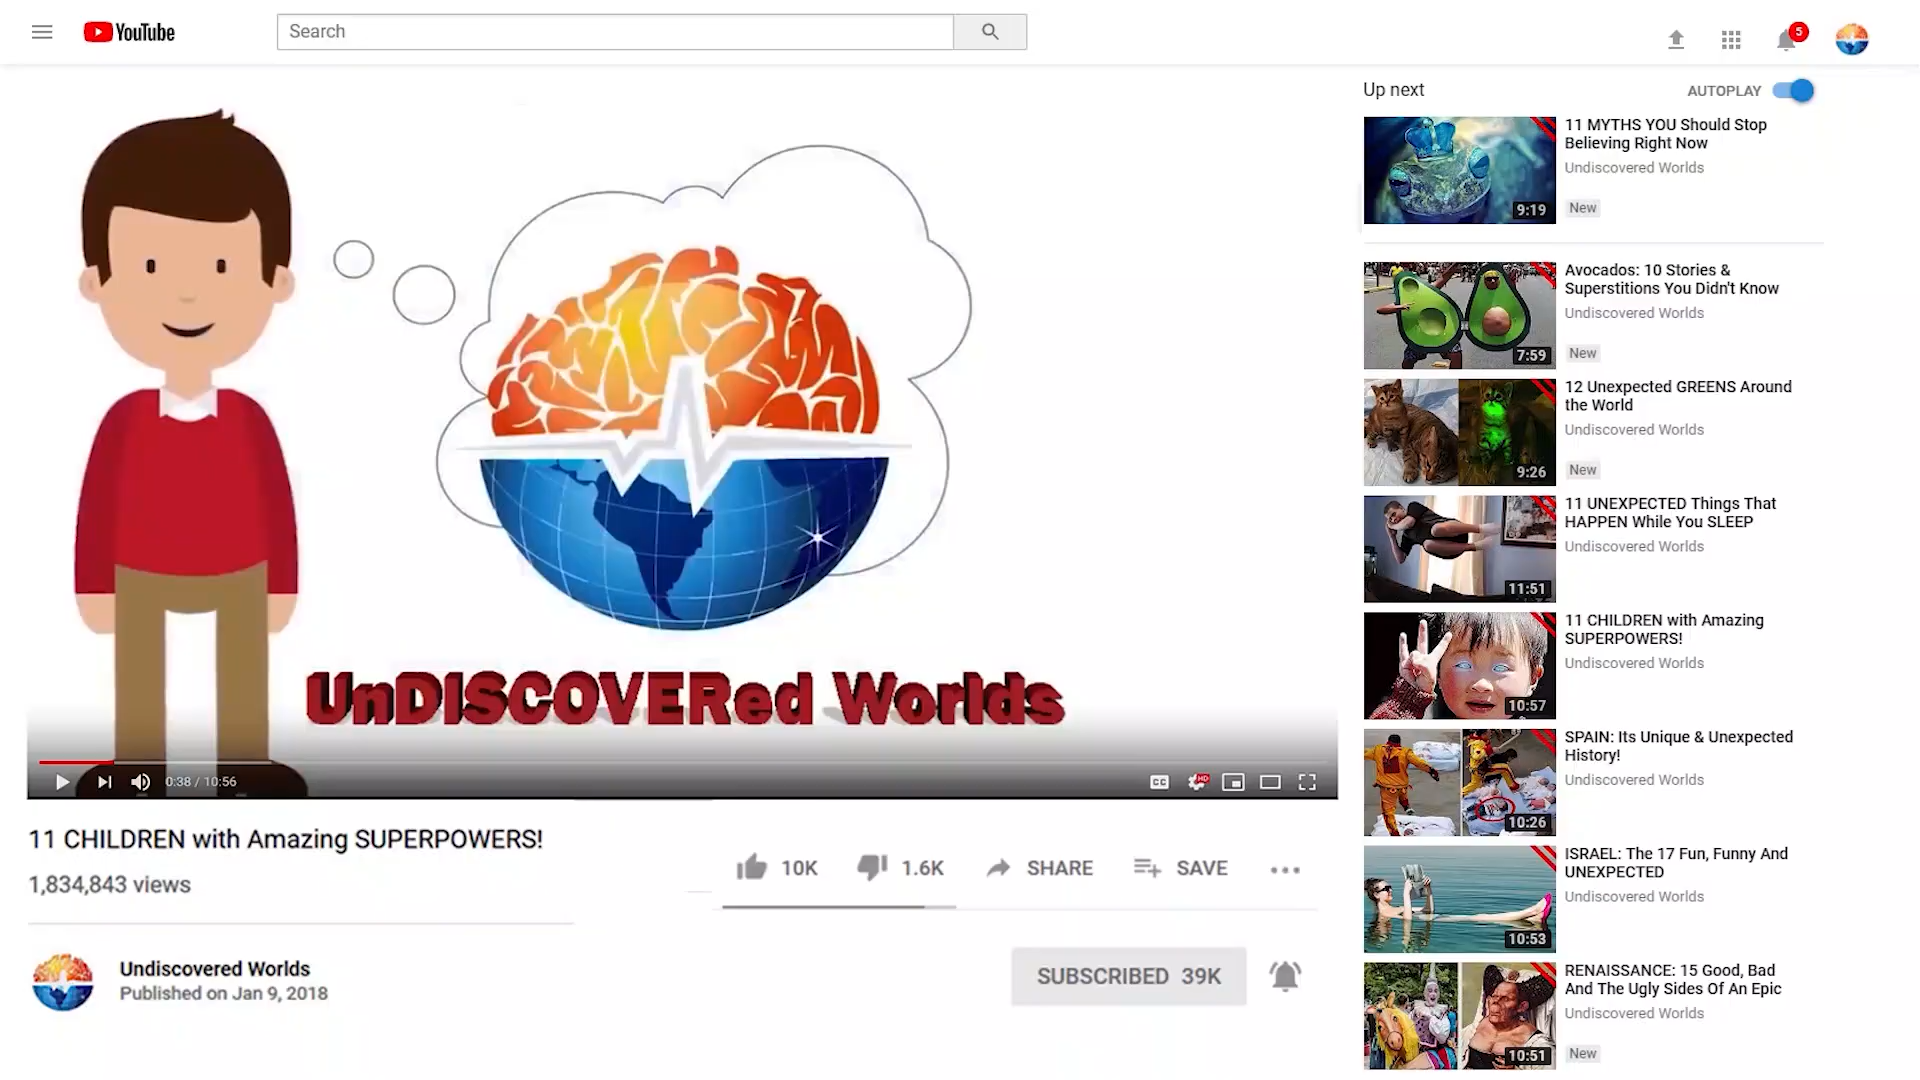 YouTube
Search
5
UnDISCOVERed Worlds
0:38 / 10:56
CC
HD
11 CHILDREN with Amazing SUPERPOWERS!
1,834,843 views
10K
1.6K
SHARE
SAVE
Undiscovered Worlds
Published on Jan 9, 2018
SUBSCRIBED 39K
Up next
AUTOPLAY
9:19
11 MYTHS YOU Should Stop
Believing Right Now
Undiscovered Worlds
New
7:59
Avocados: 10 Stories &
Superstitions You Didn't Know
Undiscovered Worlds
New
9:26
12 Unexpected GREENS Around
the World
Undiscovered Worlds
New
11:51
11 UNEXPECTED Things That
HAPPEN While You SLEEP
Undiscovered Worlds
10:57
11 CHILDREN with Amazing
SUPERPOWERS!
Undiscovered Worlds
10:26
SPAIN: Its Unique & Unexpected
History!
Undiscovered Worlds
10:53
ISRAEL: The 17 Fun, Funny And
UNEXPECTED
Undiscovered Worlds
10:51
RENAISSANCE: 15 Good, Bad
And The Ugly Sides Of An Epic
Undiscovered Worlds
New